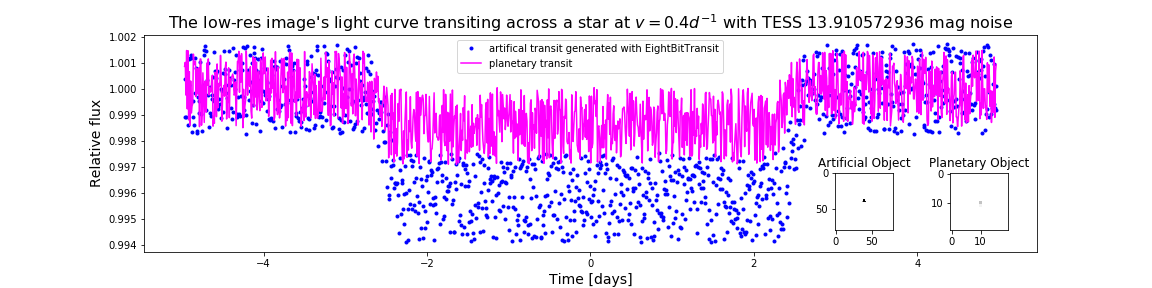 The low-res image's light curve transiting across a star at v = 0.4d⁻¹ with TESS 13.910572936 mag noise
artifical transit generated with EightBitTransit
planetary transit
Relative flux
1.002
1.001
1.000
0.999
0.998
0.997
0.996
0.995
0.994
Artificial Object
0
50
0 50
Planetary Object
0
10
0 10
−4 −2 0 2 4
Time [days]